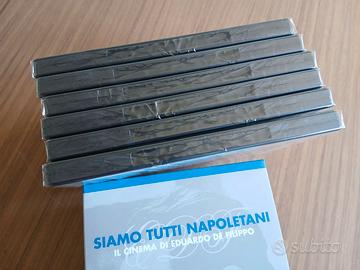 SIAMO TUTTI NAPOLETANI
IL CINEMA DI EDUARDO DE FILIPPO
subito